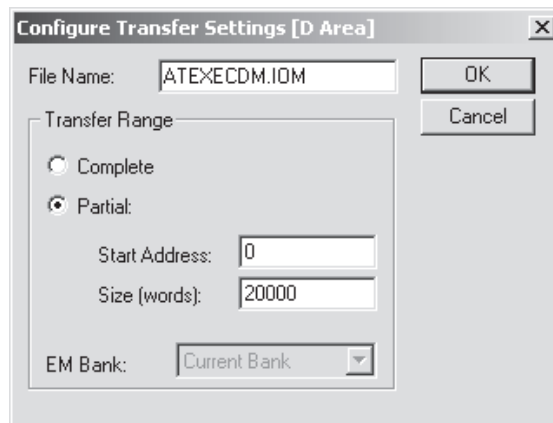 Configure Transfer Settings [D Area]
File Name: ATEXECDM.IOM
OK
Cancel
Transfer Range
Complete
Partial:
Start Address: 0
Size (words): 20000
EM Bank: Current Bank